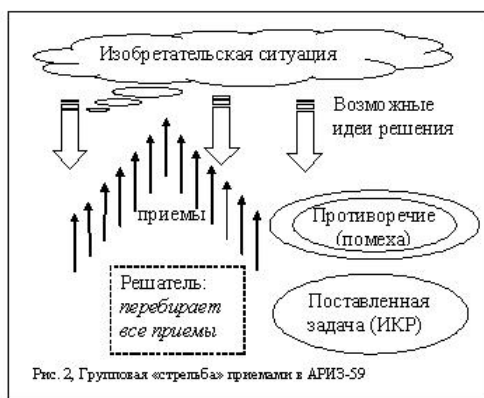 Изобретательская ситуация
Возможные
идеи решения
приемы
Противоречие
(помеха)
Решатель:
перебирает
все приемы
Поставленная
задача (ИКР)
Рис. 2, Групповая «стрельба» приемами в АРИЗ-59